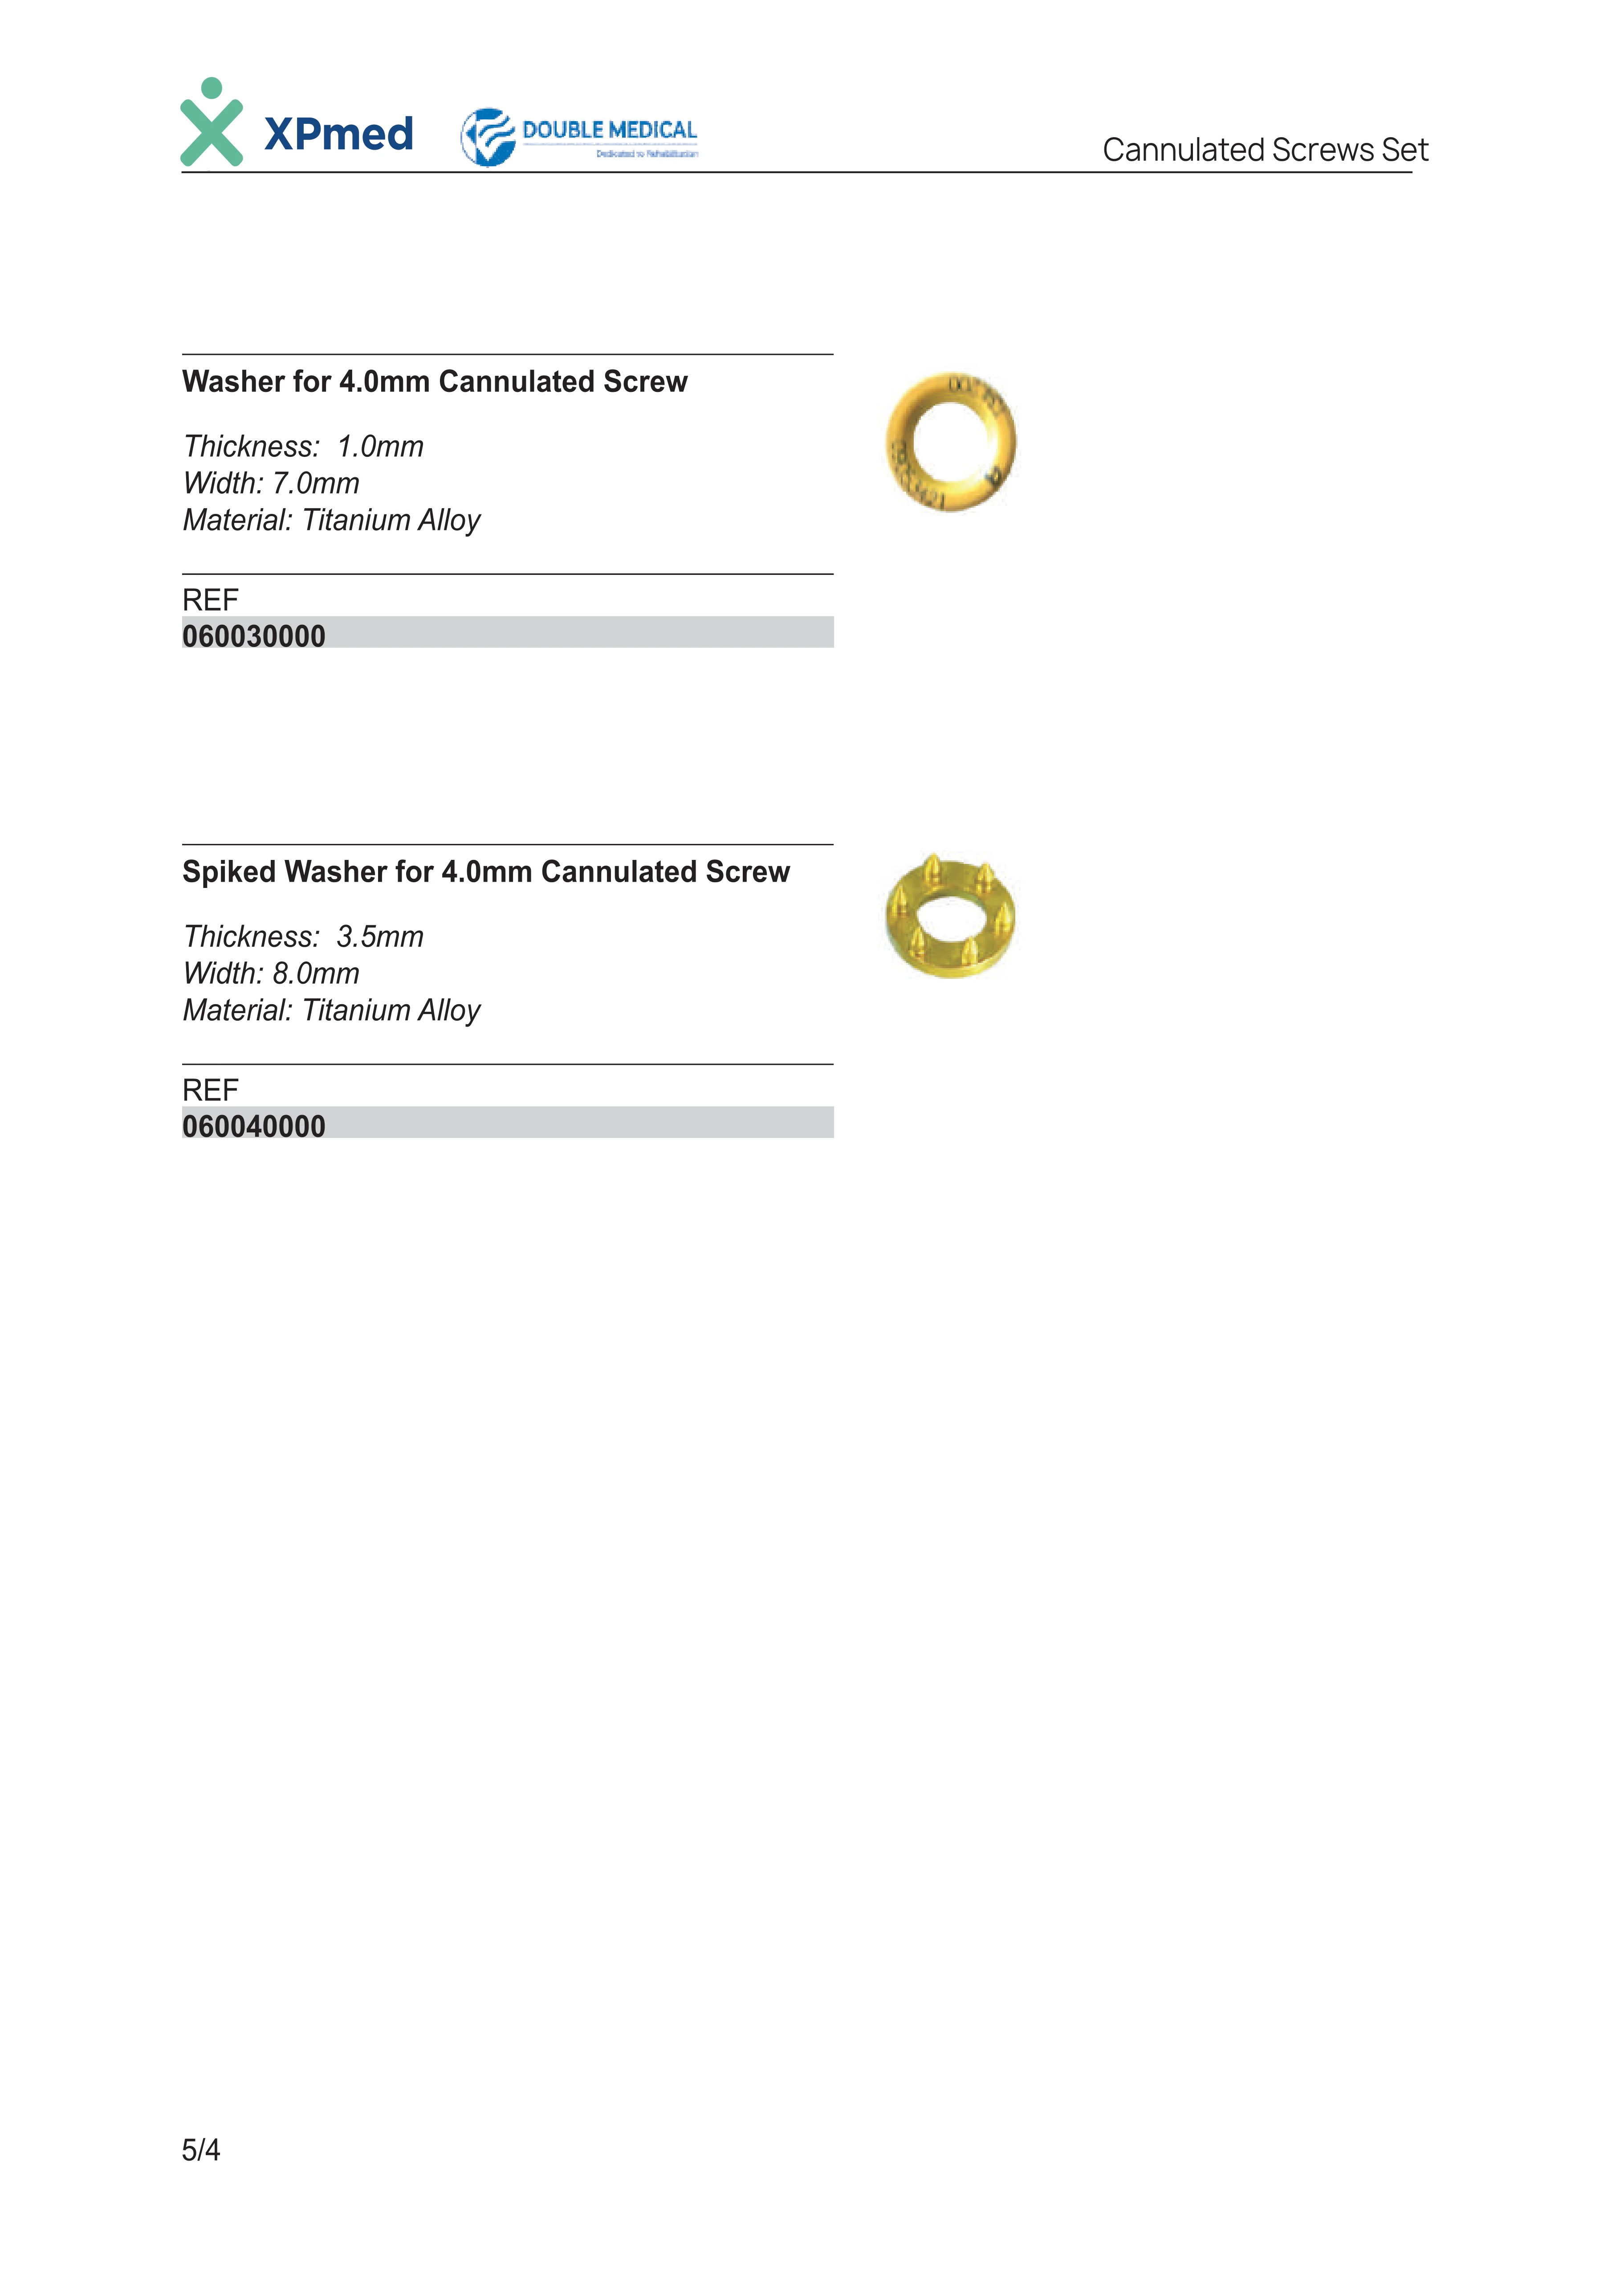 XPmed
DOUBLE MEDICAL
Dedicated to Rehabilitation
Cannulated Screws Set
Washer for 4.0mm Cannulated Screw
Thickness: 1.0mm
Width: 7.0mm
Material: Titanium Alloy
REF
060030000
Spiked Washer for 4.0mm Cannulated Screw
Thickness: 3.5mm
Width: 8.0mm
Material: Titanium Alloy
REF
060040000
5/4